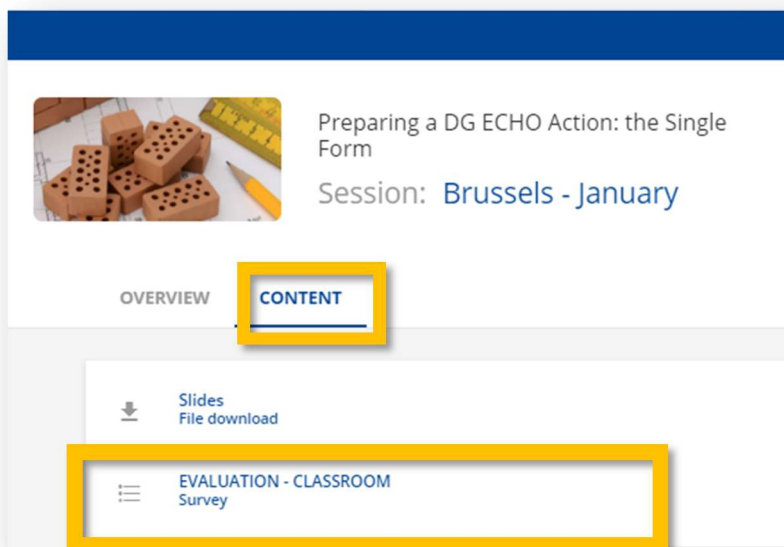 Preparing a DG ECHO Action: the Single
Form
Session: Brussels - January
OVERVIEW CONTENT
Slides
File download
EVALUATION - CLASSROOM
Survey